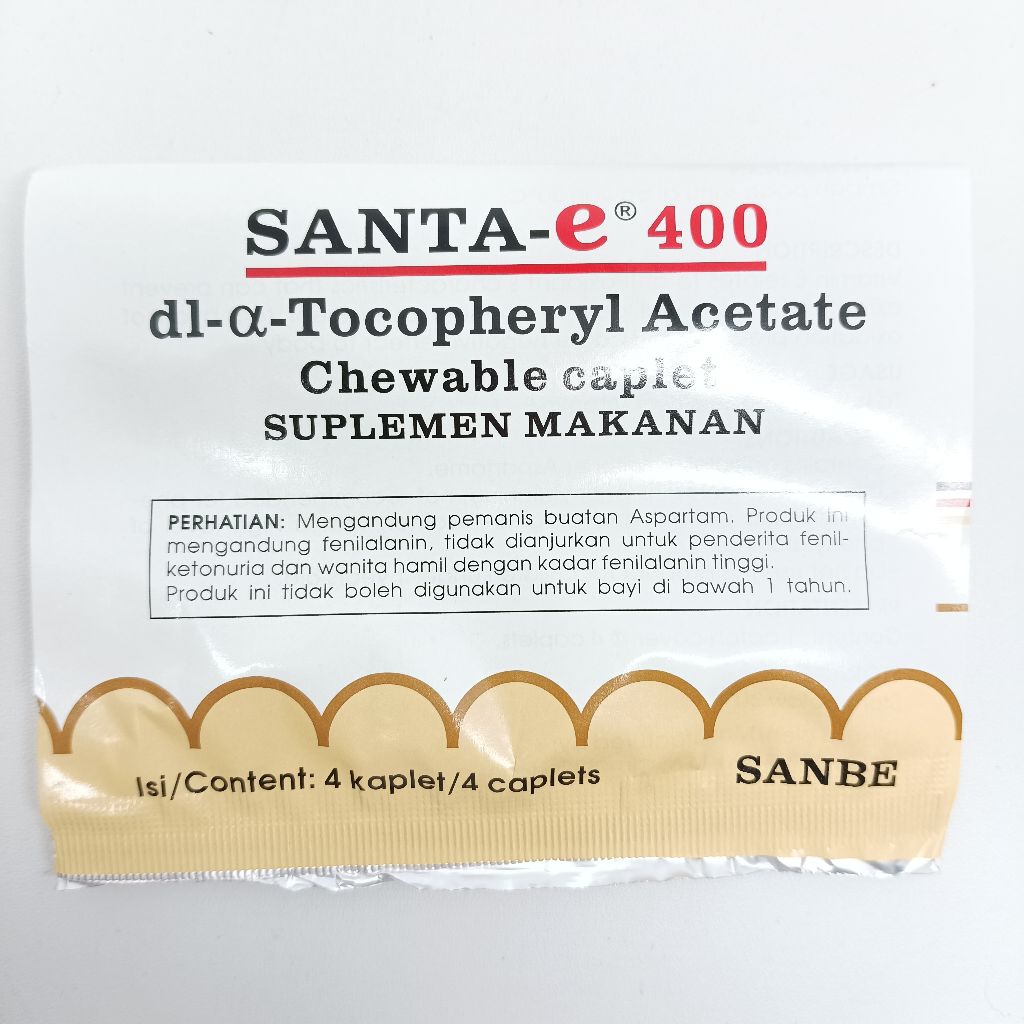 SANTA-e® 400
dl-α-Tocopheryl Acetate
Chewable caplet
SUPLEMEN MAKANAN
PERHATIAN: Mengandung pemanis buatan Aspartam. Produk ini
mengandung fenilalanin, tidak dianjurkan untuk penderita fenil-
ketonuria dan wanita hamil dengan kadar fenilalanin tinggi.
Produk ini tidak boleh digunakan untuk bayi di bawah 1 tahun.
Isi/Content: 4 kaplet/4 caplets
SANBE